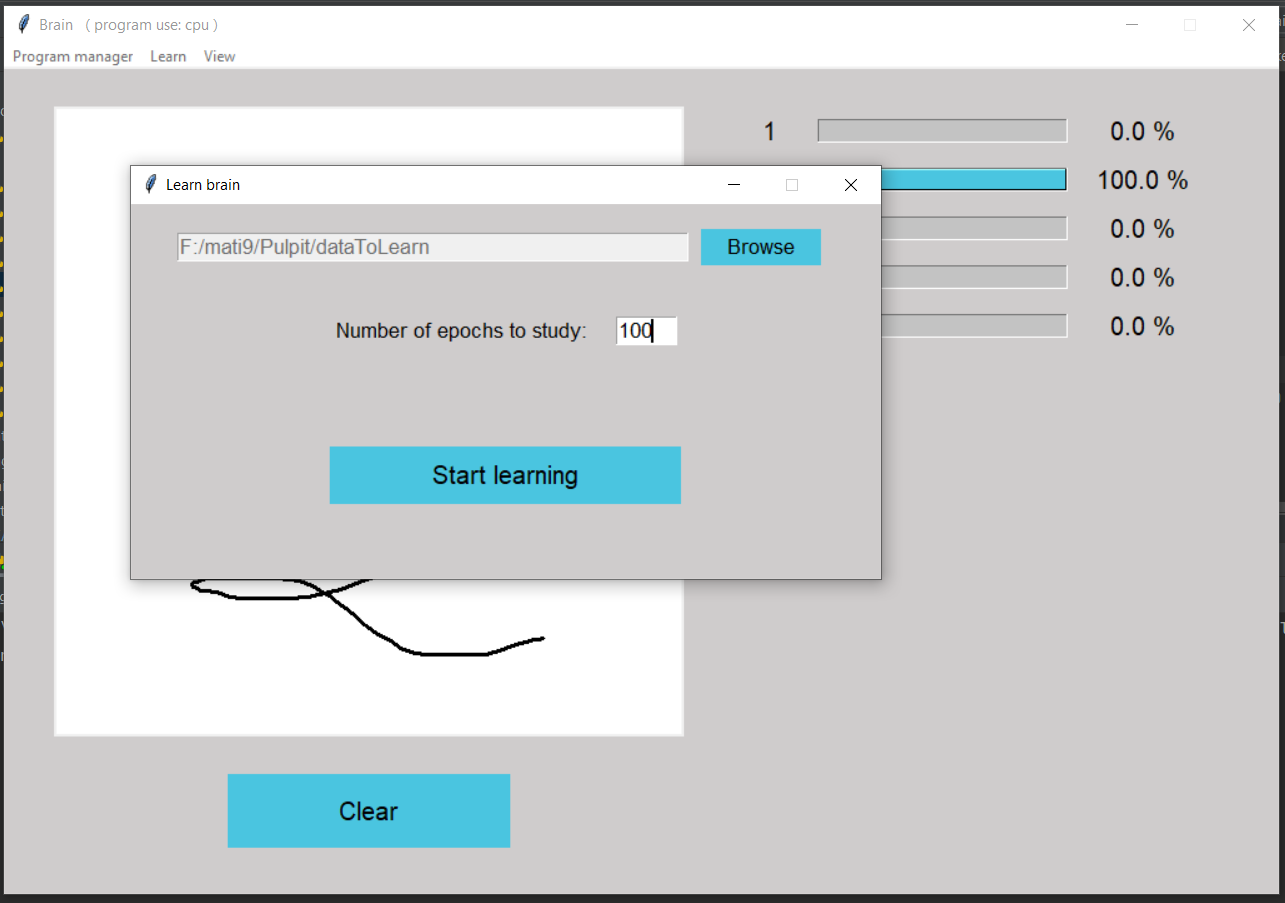 Brain ( program use: cpu )
Program manager Learn View
1 0.0 %
100.0 %
0.0 %
0.0 %
0.0 %
Learn brain
F:/mati9/Pulpit/dataToLearn Browse
Number of epochs to study: 100
Start learning
Clear